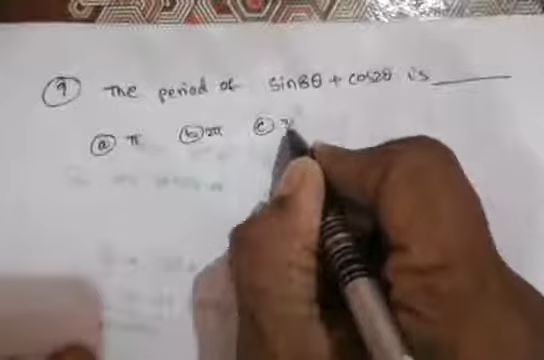 9 The period of sin8θ + cos2θ is ______
a π b 2π c